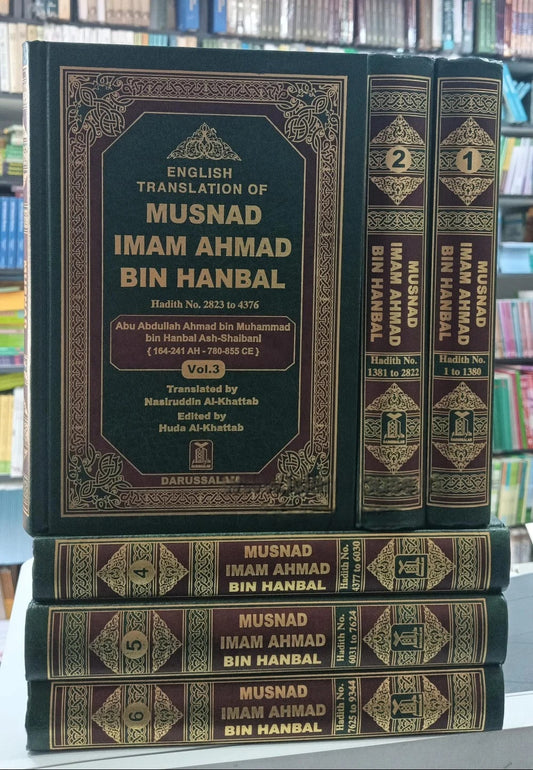 ENGLISH
TRANSLATION OF
MUSNAD
IMAM AHMAD
BIN HANBAL
Hadith No. 2823 to 4376
Abu Abdullah Ahmad bin Muhammad
bin Hanbal Ash-Shaibani
{ 164-241 AH - 780-855 CE }
Vol.3
Translated by
Nasiruddin Al-Khattab
Edited by
Huda Al-Khattab
DARUSSALAM
DARUSSALAM
2
MUSNAD
IMAM AHMAD
BIN HANBAL
Hadith No.
1381 to 2822
DARUSSALAM
1
MUSNAD
IMAM AHMAD
BIN HANBAL
Hadith No.
1 to 1380
DARUSSALAM
4
MUSNAD
IMAM AHMAD
BIN HANBAL
Hadith No.
4377 to 6030
5
MUSNAD
IMAM AHMAD
BIN HANBAL
Hadith No.
6031 to 7624
6
MUSNAD
IMAM AHMAD
BIN HANBAL
Hadith No.
7625 to 9344